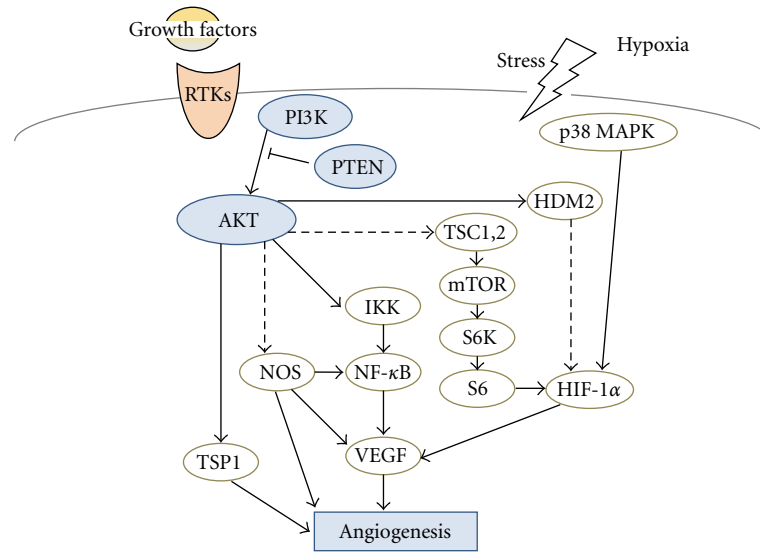 Growth factors
Hypoxia
Stress
RTKs
PI3K
p38 MAPK
PTEN
HDM2
AKT
TSC1,2
mTOR
IKK
S6K
NOS
NF-κB
S6
HIF-1α
TSP1
VEGF
Angiogenesis